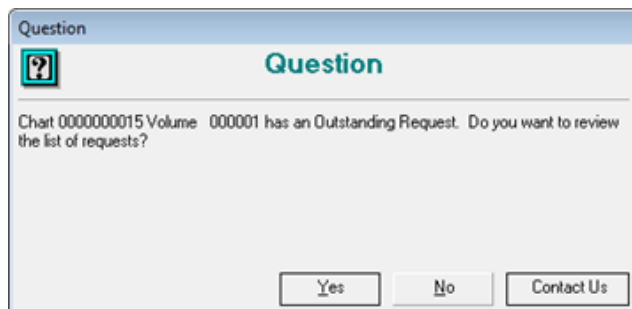 Question
Question
Chart 0000000015 Volume   000001 has an Outstanding Request.  Do you want to review
the list of requests?
Yes
No
Contact Us